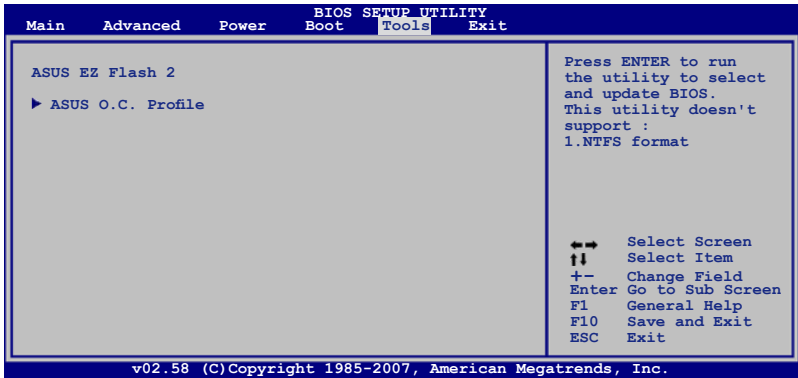 BIOS SETUP UTILITY
Main Advanced Power Boot Tools Exit
ASUS EZ Flash 2
ASUS O.C. Profile
Press ENTER to run
the utility to select
and update BIOS.
This utility doesn't
support :
1.NTFS format
←→ Select Screen
↑↓ Select Item
+- Change Field
Enter Go to Sub Screen
F1 General Help
F10 Save and Exit
ESC Exit
v02.58 (C)Copyright 1985-2007, American Megatrends, Inc.